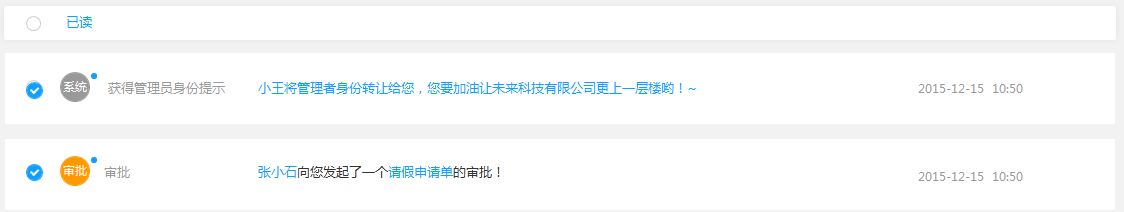 已读
系统 获得管理员身份提示 小王将管理者身份转让给您，您要加油让未来科技有限公司更上一层楼哟！~ 2015-12-15 10:50
审批 审批 张小石向您发起了一个请假申请单的审批！ 2015-12-15 10:50